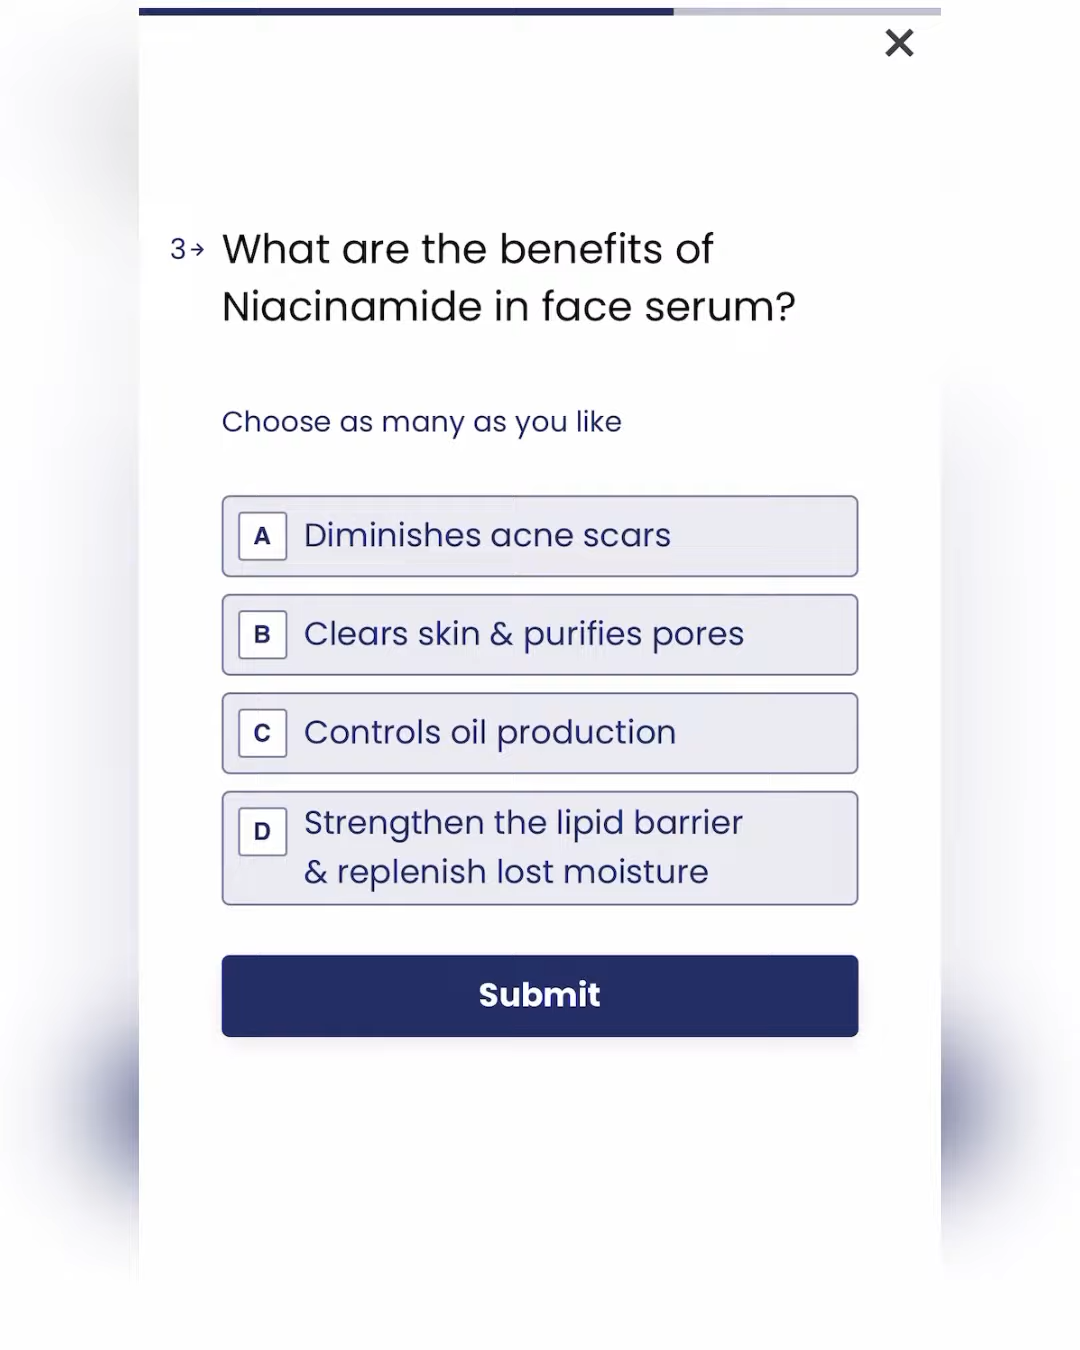 3→ What are the benefits of
Niacinamide in face serum?
Choose as many as you like
A Diminishes acne scars
B Clears skin & purifies pores
C Controls oil production
D Strengthen the lipid barrier
& replenish lost moisture
Submit